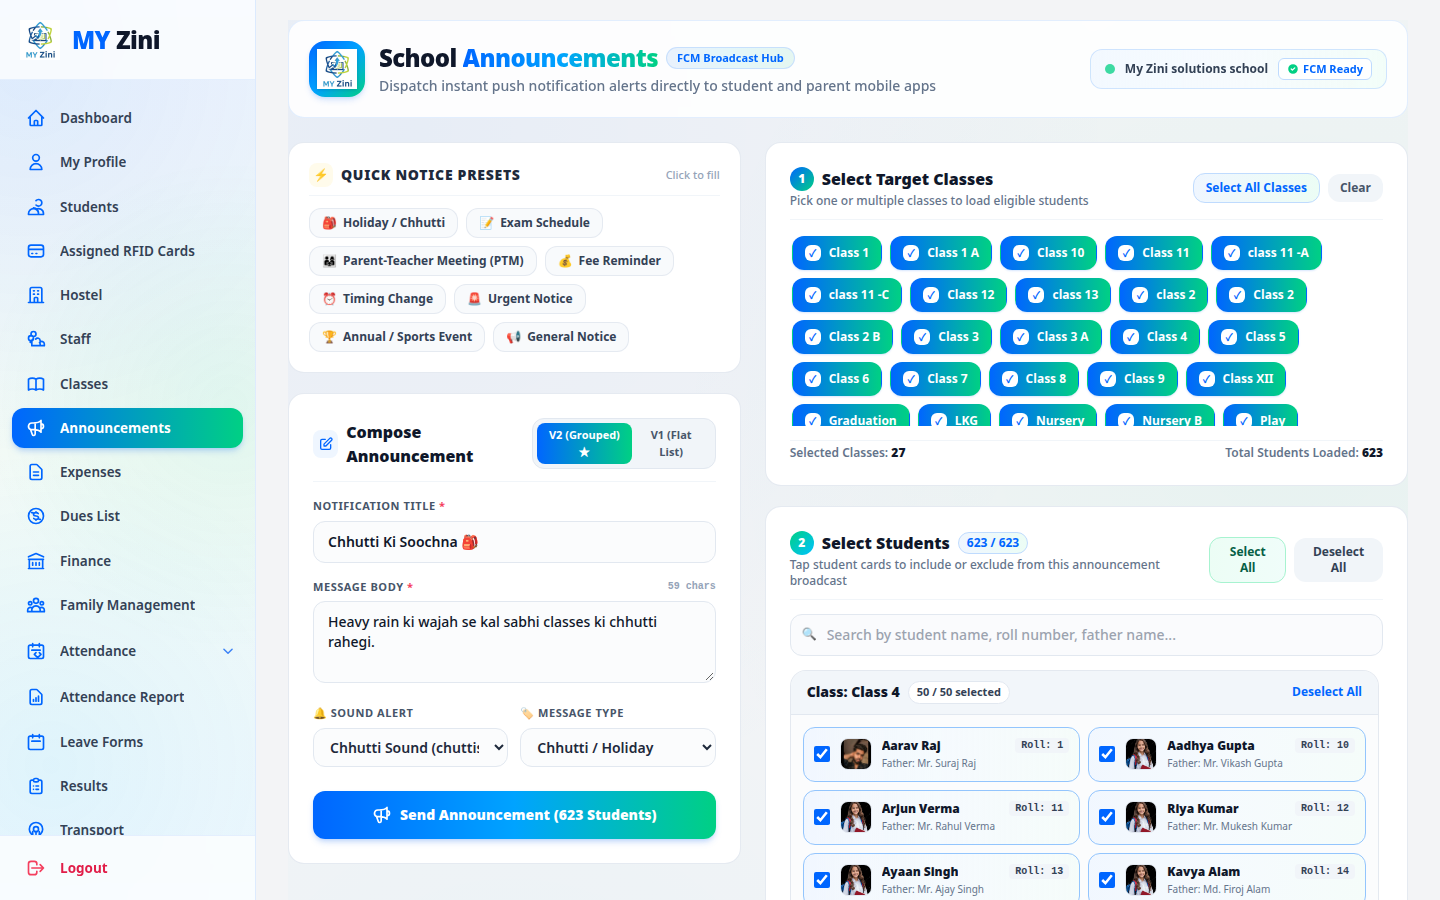 MY Zini
MY Zini
Dashboard
My Profile
Students
Assigned RFID Cards
Hostel
Staff
Classes
Announcements
Expenses
Dues List
Finance
Family Management
Attendance
Attendance Report
Leave Forms
Results
Transport
Logout
MY Zini
School Announcements
FCM Broadcast Hub
Dispatch instant push notification alerts directly to student and parent mobile apps
My Zini solutions school
FCM Ready
⚡ QUICK NOTICE PRESETS
Click to fill
🎒 Holiday / Chhutti
📝 Exam Schedule
👨‍👩‍👧 Parent-Teacher Meeting (PTM)
💰 Fee Reminder
⏰ Timing Change
🚨 Urgent Notice
🏆 Annual / Sports Event
📢 General Notice
Compose
Announcement
V2 (Grouped)
★
V1 (Flat
List)
NOTIFICATION TITLE *
Chhutti Ki Soochna 🎒
MESSAGE BODY *
59 chars
Heavy rain ki wajah se kal sabhi classes ki chhutti
rahegi.
🔔 SOUND ALERT
🏷️ MESSAGE TYPE
Chhutti Sound (chuttis
Chhutti / Holiday
Send Announcement (623 Students)
1 Select Target Classes
Pick one or multiple classes to load eligible students
Select All Classes
Clear
✓ Class 1
✓ Class 1 A
✓ Class 10
✓ Class 11
✓ class 11 -A
✓ class 11 -C
✓ Class 12
✓ class 13
✓ class 2
✓ Class 2
✓ Class 2 B
✓ Class 3
✓ Class 3 A
✓ Class 4
✓ Class 5
✓ Class 6
✓ Class 7
✓ Class 8
✓ Class 9
✓ Class XII
✓ Graduation
✓ LKG
✓ Nursery
✓ Nursery B
✓ Play
Selected Classes: 27
Total Students Loaded: 623
2 Select Students
623 / 623
Tap student cards to include or exclude from this announcement
broadcast
Select
All
Deselect
All
🔍 Search by student name, roll number, father name...
Class: Class 4
50 / 50 selected
Deselect All
Aarav Raj
Roll: 1
Father: Mr. Suraj Raj
Aadhya Gupta
Roll: 10
Father: Mr. Vikash Gupta
Arjun Verma
Roll: 11
Father: Mr. Rahul Verma
Riya Kumar
Roll: 12
Father: Mr. Mukesh Kumar
Ayaan Singh
Roll: 13
Father: Mr. Ajay Singh
Kavya Alam
Roll: 14
Father: Md. Firoj Alam